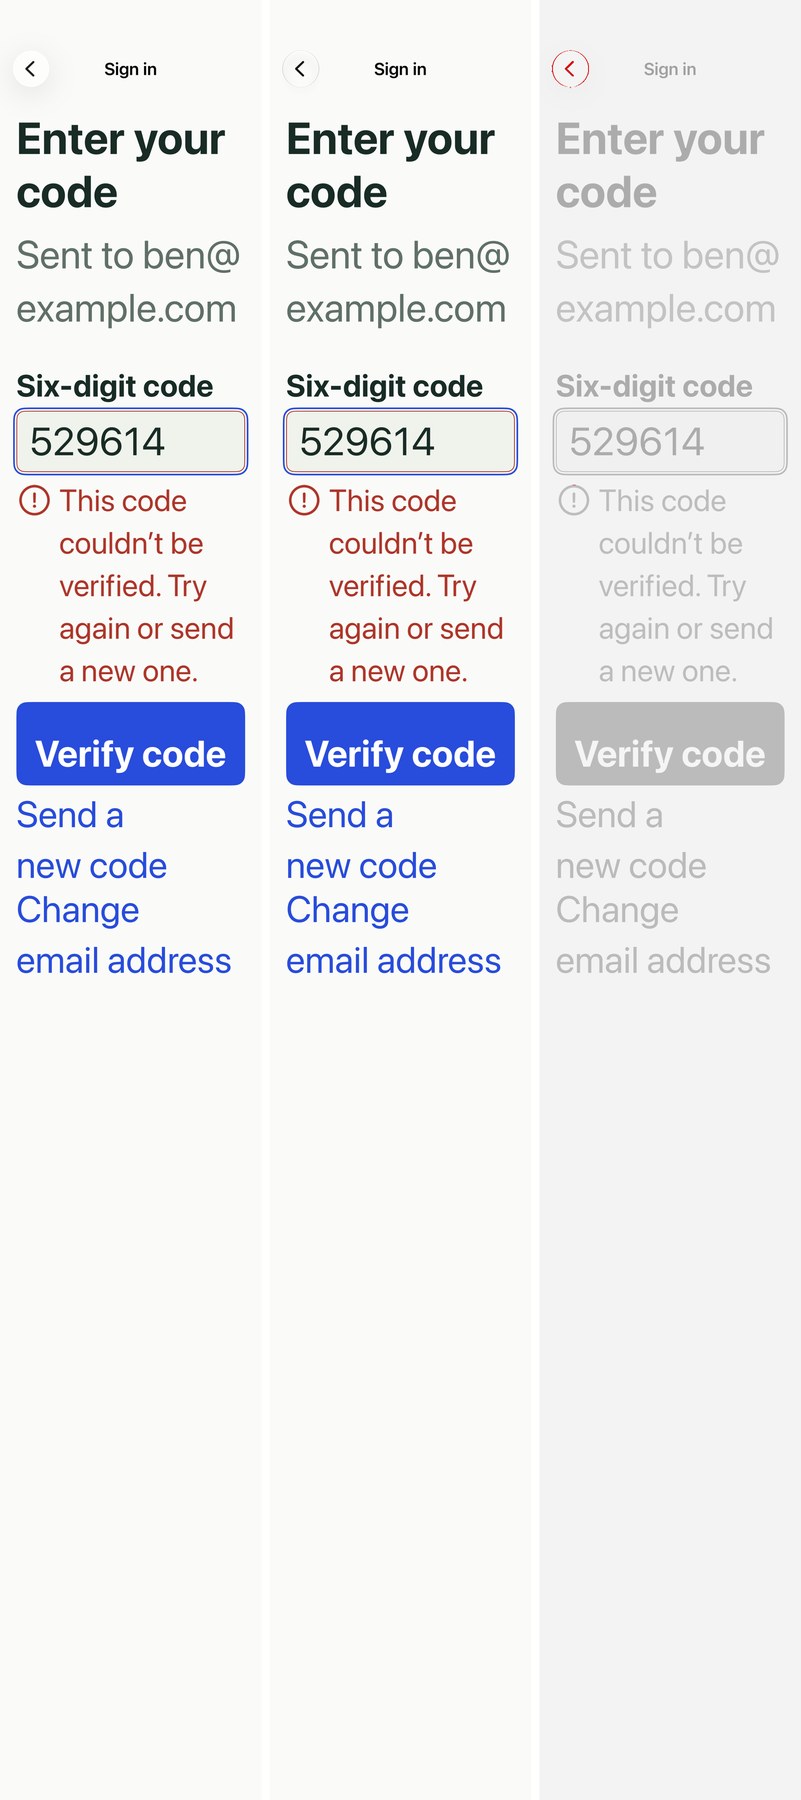 Sign in
Enter your
code
Sent to ben@
example.com
Six-digit code
529614
This code
couldn’t be
verified. Try
again or send
a new one.
Verify code
Send a
new code
Change
email address
Sign in
Enter your
code
Sent to ben@
example.com
Six-digit code
529614
This code
couldn’t be
verified. Try
again or send
a new one.
Verify code
Send a
new code
Change
email address
Sign in
Enter your
code
Sent to ben@
example.com
Six-digit code
529614
This code
couldn’t be
verified. Try
again or send
a new one.
Verify code
Send a
new code
Change
email address